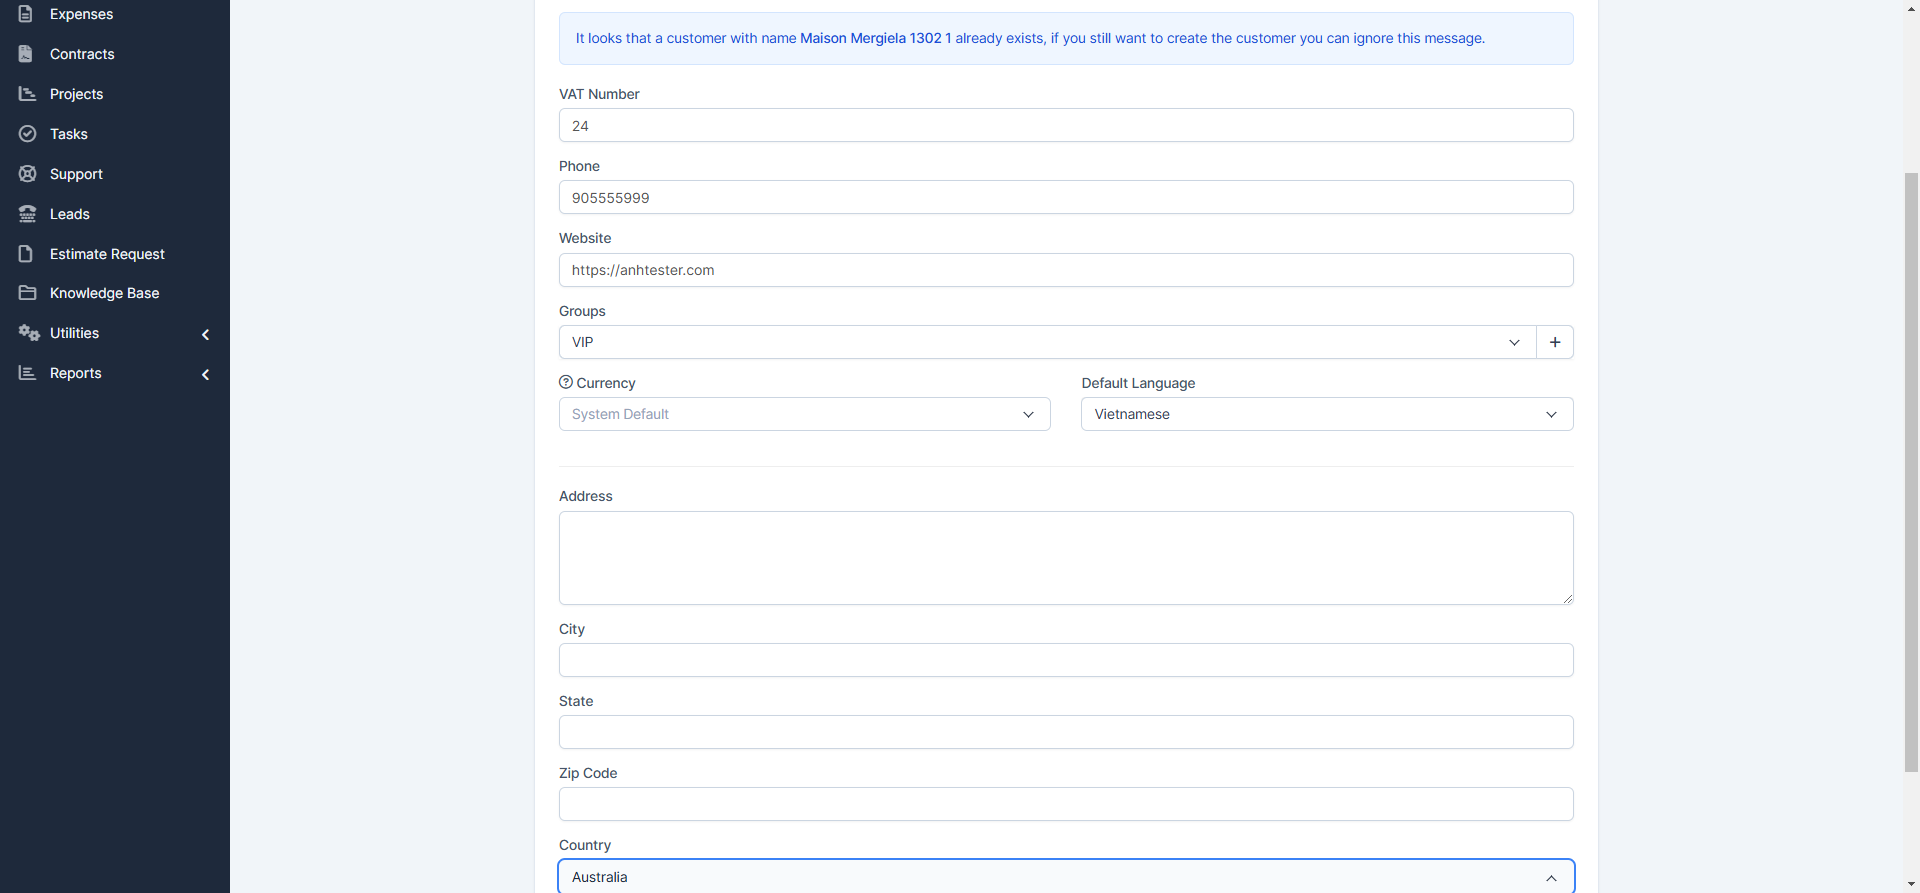 Expenses
Contracts
Projects
Tasks
Support
Leads
Estimate Request
Knowledge Base
Utilities
Reports
It looks that a customer with name Maison Mergiela 1302 1 already exists, if you still want to create the customer you can ignore this message.
VAT Number
24
Phone
905555999
Website
https://anhtester.com
Groups
VIP
+
Currency
System Default
Default Language
Vietnamese
Address
City
State
Zip Code
Country
Australia